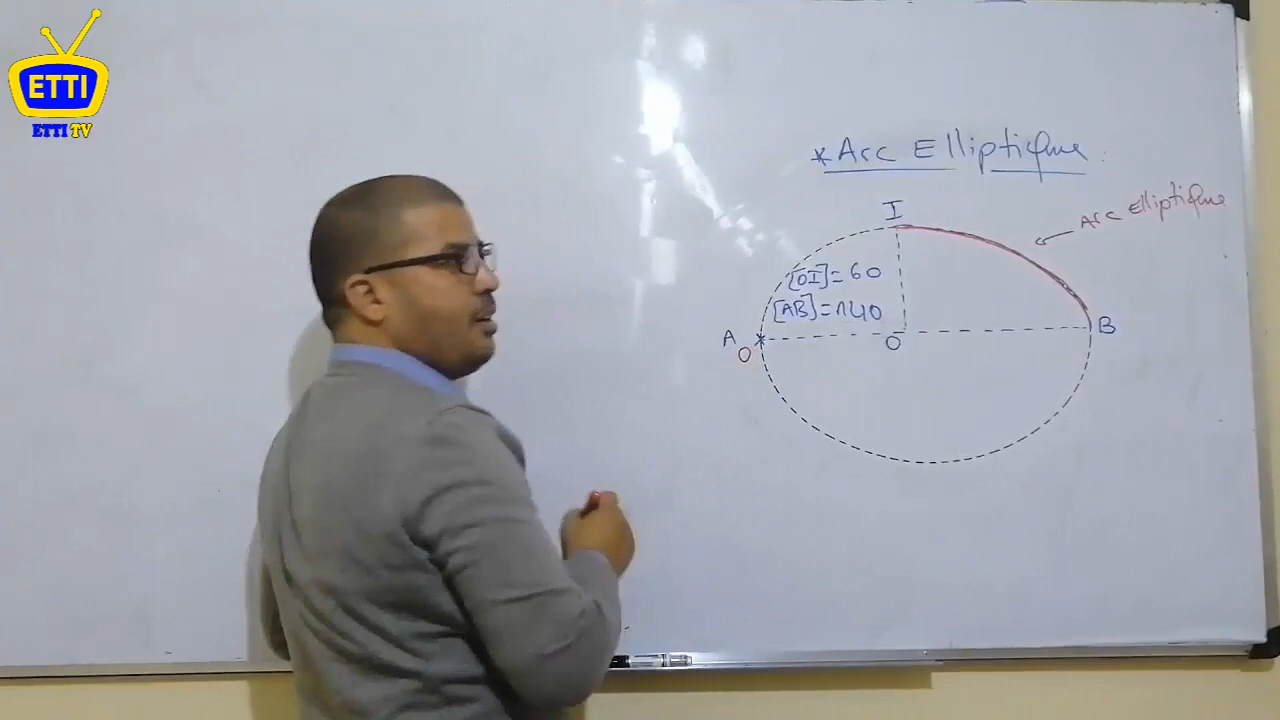 ETTI
ETTI TV
*Arc Elliptique
I
Arc Elliptique
[OI]=60
[AB]=140
A
O
O
B